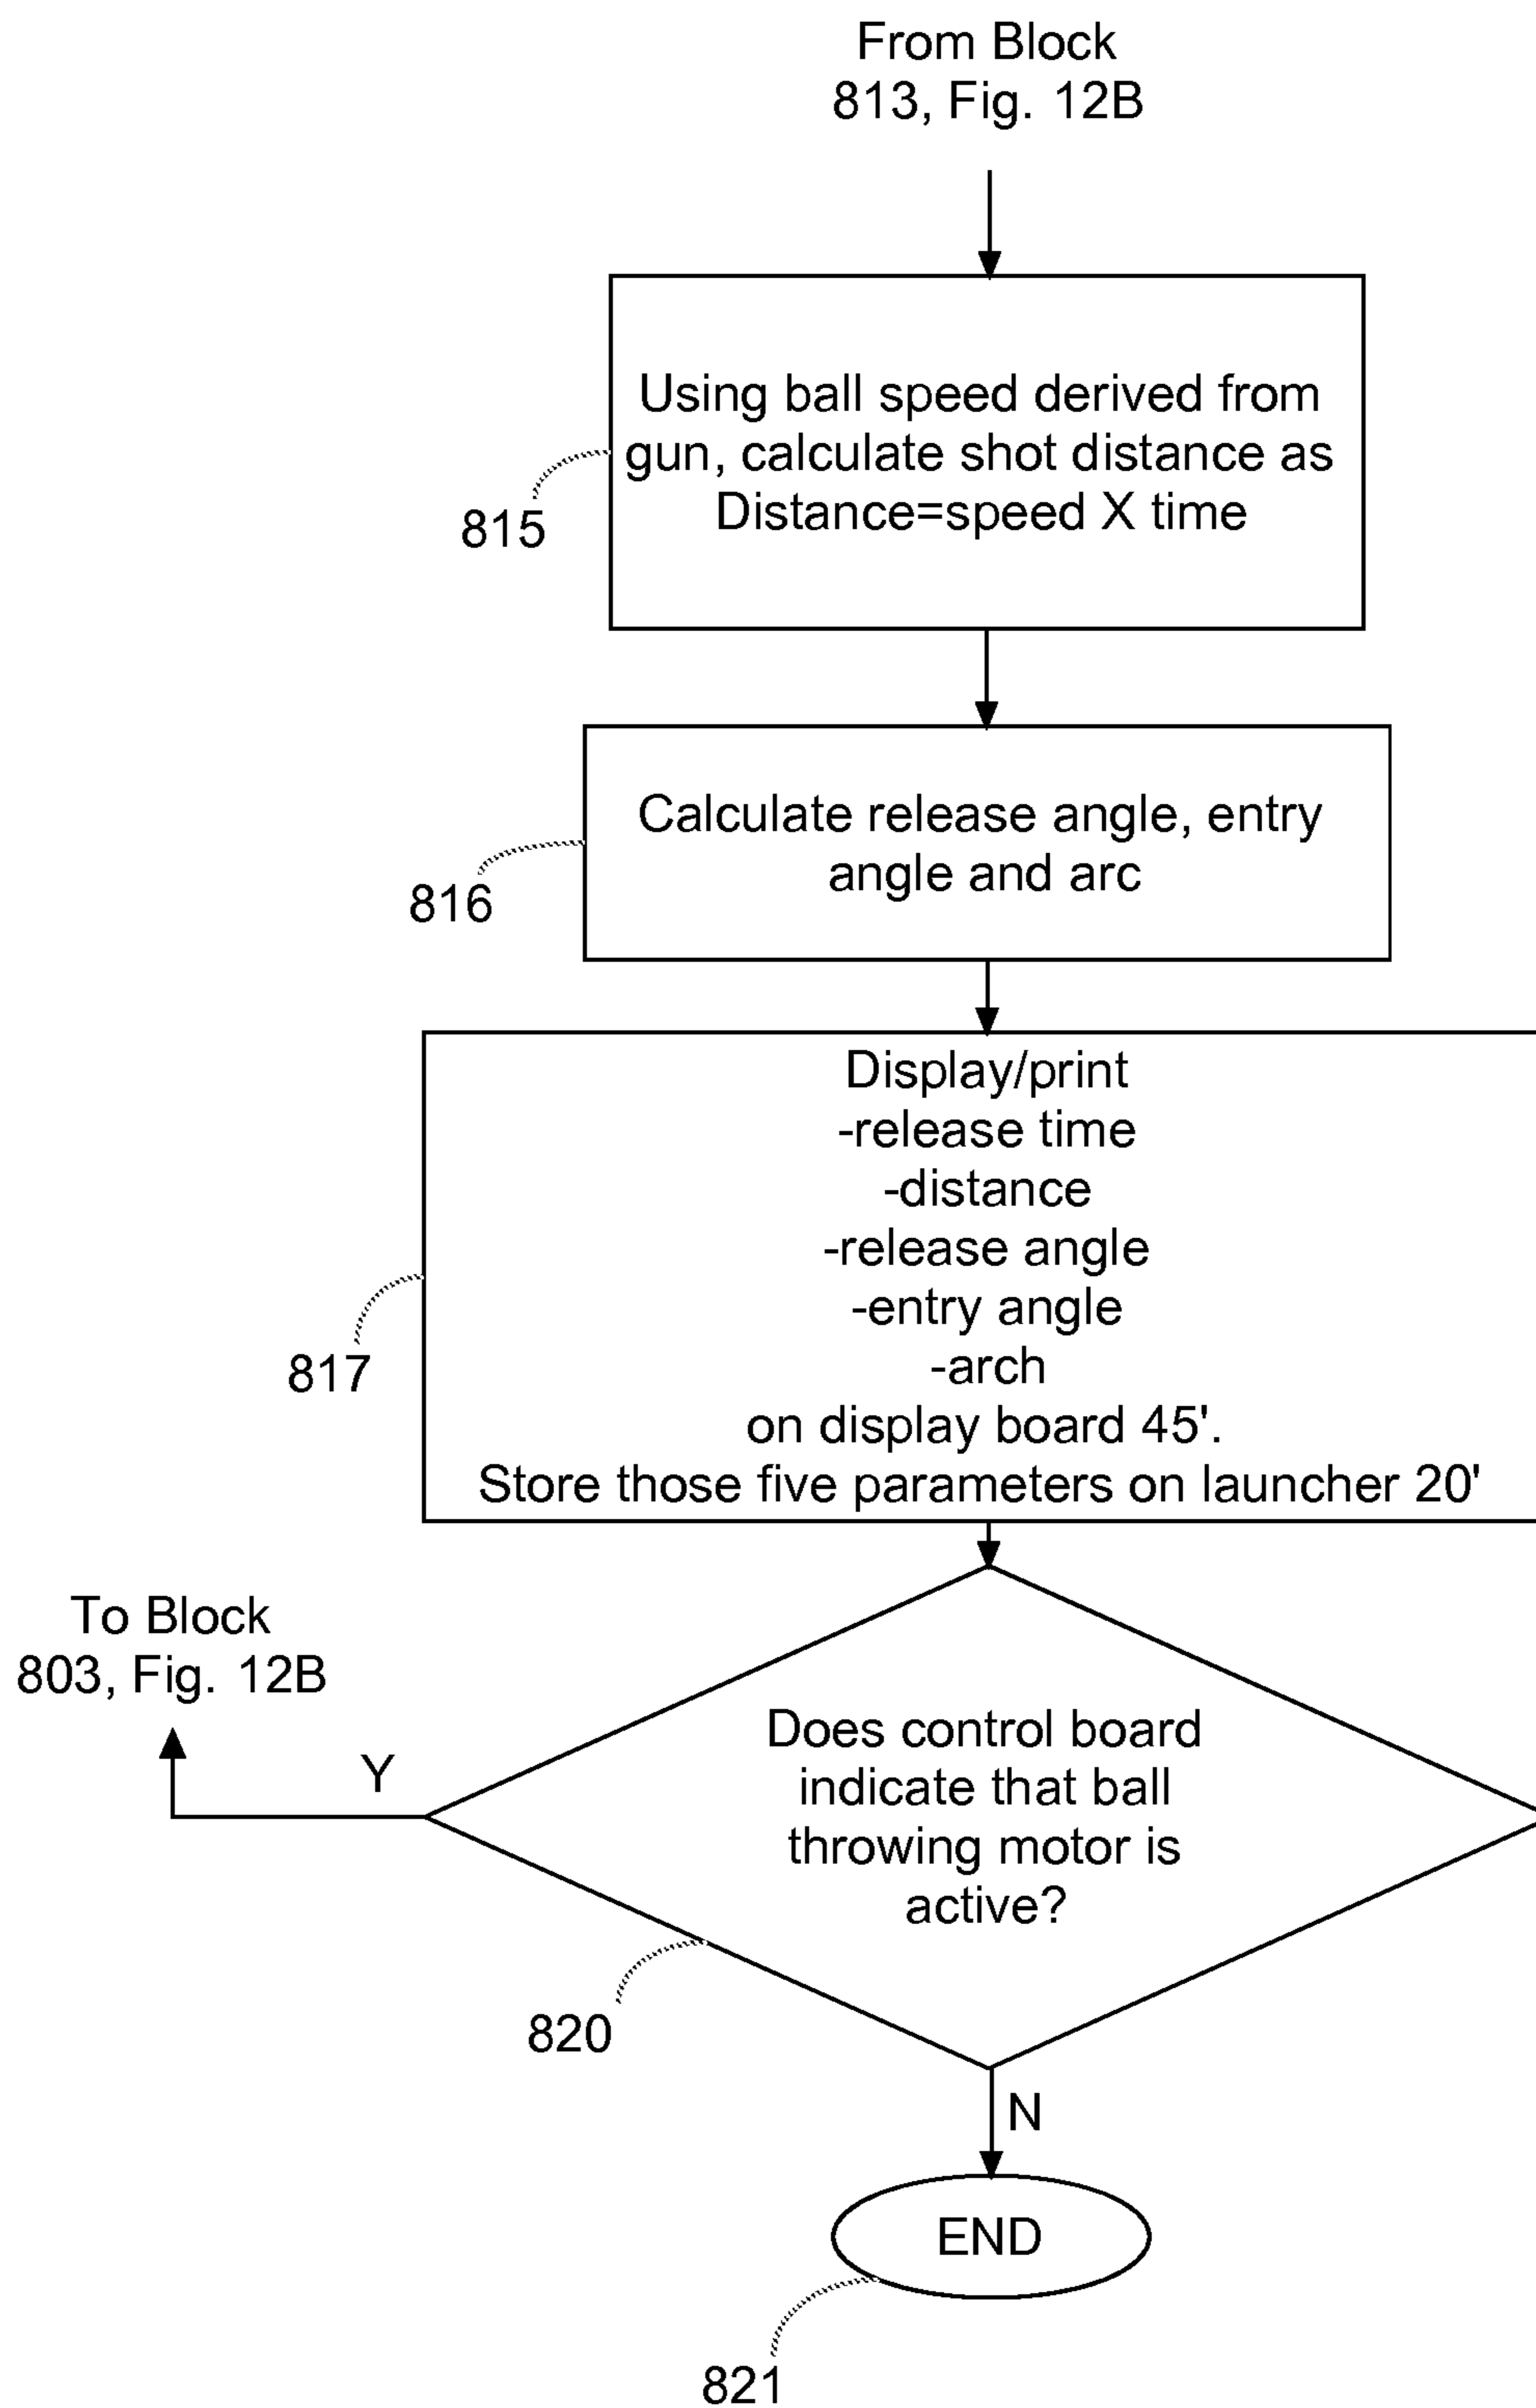 From Block
813, Fig. 12B
Using ball speed derived from
gun, calculate shot distance as
Distance=speed X time
815
Calculate release angle, entry
angle and arc
816
Display/print
-release time
-distance
-release angle
-entry angle
-arch
on display board 45'.
Store those five parameters on launcher 20'
817
To Block
803, Fig. 12B
Y
Does control board
indicate that ball
throwing motor is
active?
820
N
END
821